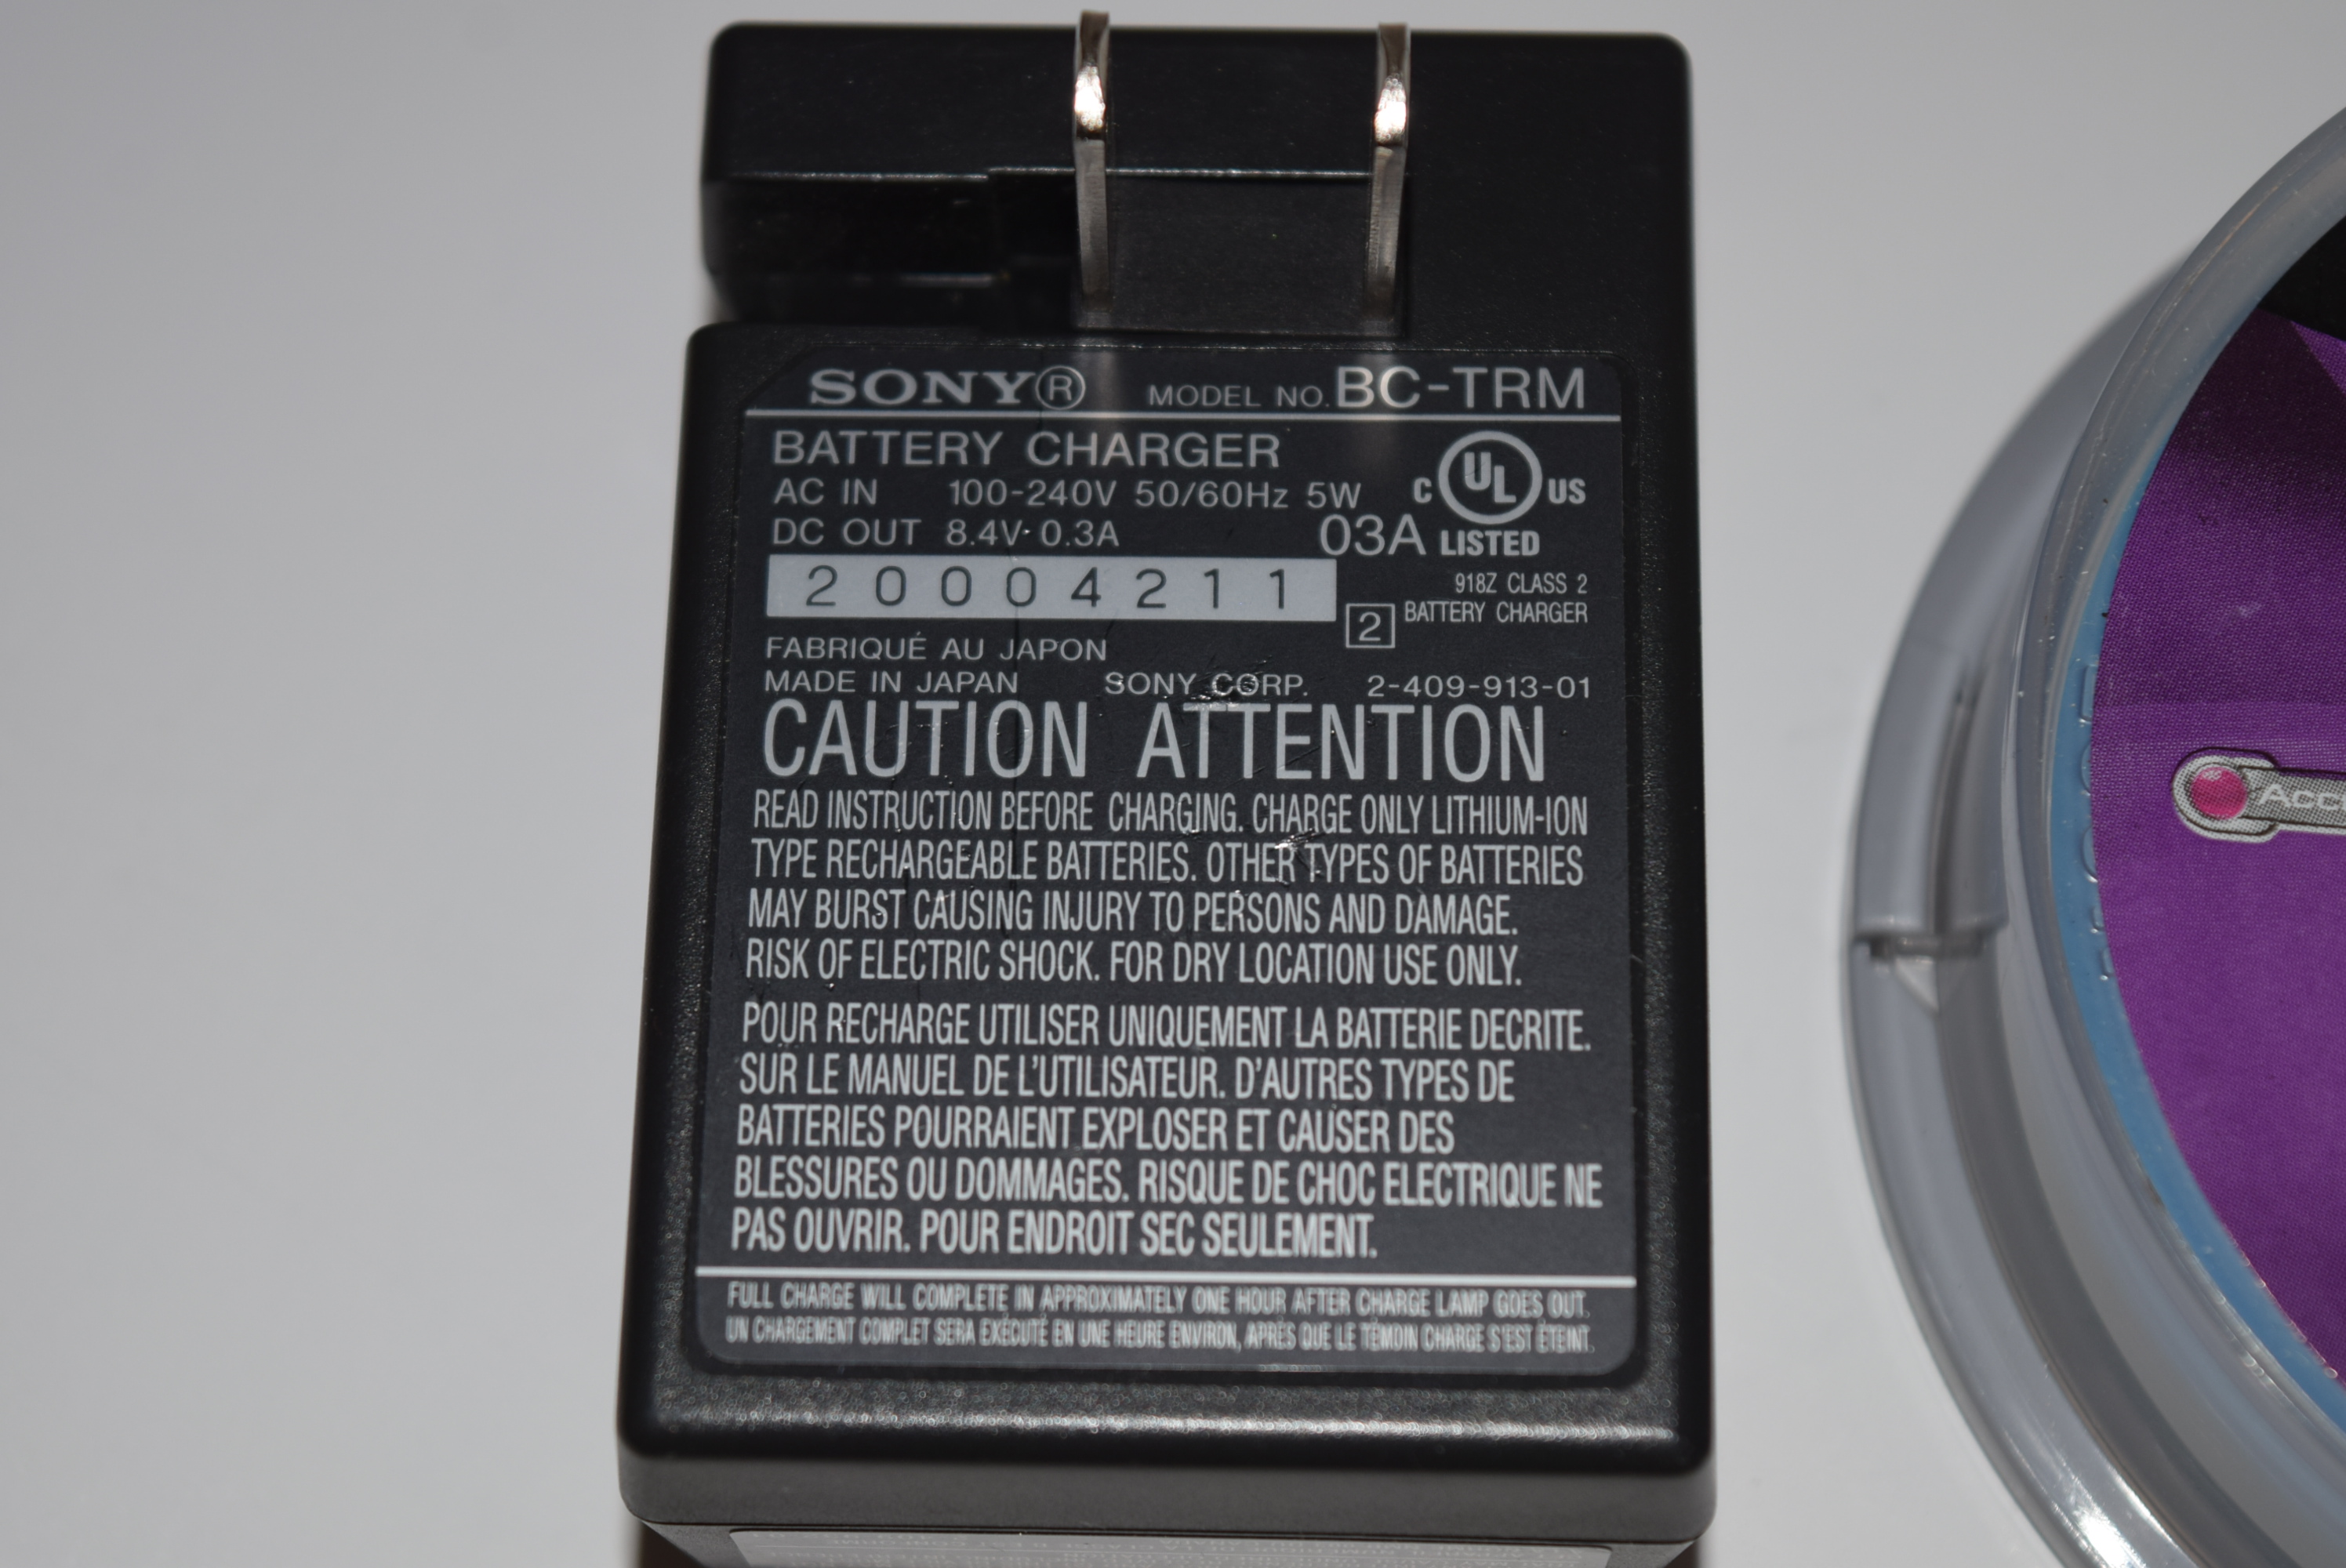 SONY® MODEL NO. BC-TRM
BATTERY CHARGER
AC IN 100-240V 50/60Hz 5W
DC OUT 8.4V 0.3A
C UL US
03A LISTED
20004211
918Z CLASS 2
2 BATTERY CHARGER
FABRIQUÉ AU JAPON
MADE IN JAPAN SONY CORP. 2-409-913-01
CAUTION ATTENTION
READ INSTRUCTION BEFORE CHARGING. CHARGE ONLY LITHIUM-ION
TYPE RECHARGEABLE BATTERIES. OTHER TYPES OF BATTERIES
MAY BURST CAUSING INJURY TO PERSONS AND DAMAGE.
RISK OF ELECTRIC SHOCK. FOR DRY LOCATION USE ONLY.
POUR RECHARGE UTILISER UNIQUEMENT LA BATTERIE DECRITE.
SUR LE MANUEL DE L'UTILISATEUR. D'AUTRES TYPES DE
BATTERIES POURRAIENT EXPLOSER ET CAUSER DES
BLESSURES OU DOMMAGES. RISQUE DE CHOC ELECTRIQUE NE
PAS OUVRIR. POUR ENDROIT SEC SEULEMENT.
FULL CHARGE WILL COMPLETE IN APPROXIMATELY ONE HOUR AFTER CHARGE LAMP GOES OUT.
UN CHARGEMENT COMPLET SERA EXÉCUTÉ EN UNE HEURE ENVIRON, APRÈS QUE LE TÉMOIN CHARGE S'EST ÉTEINT.